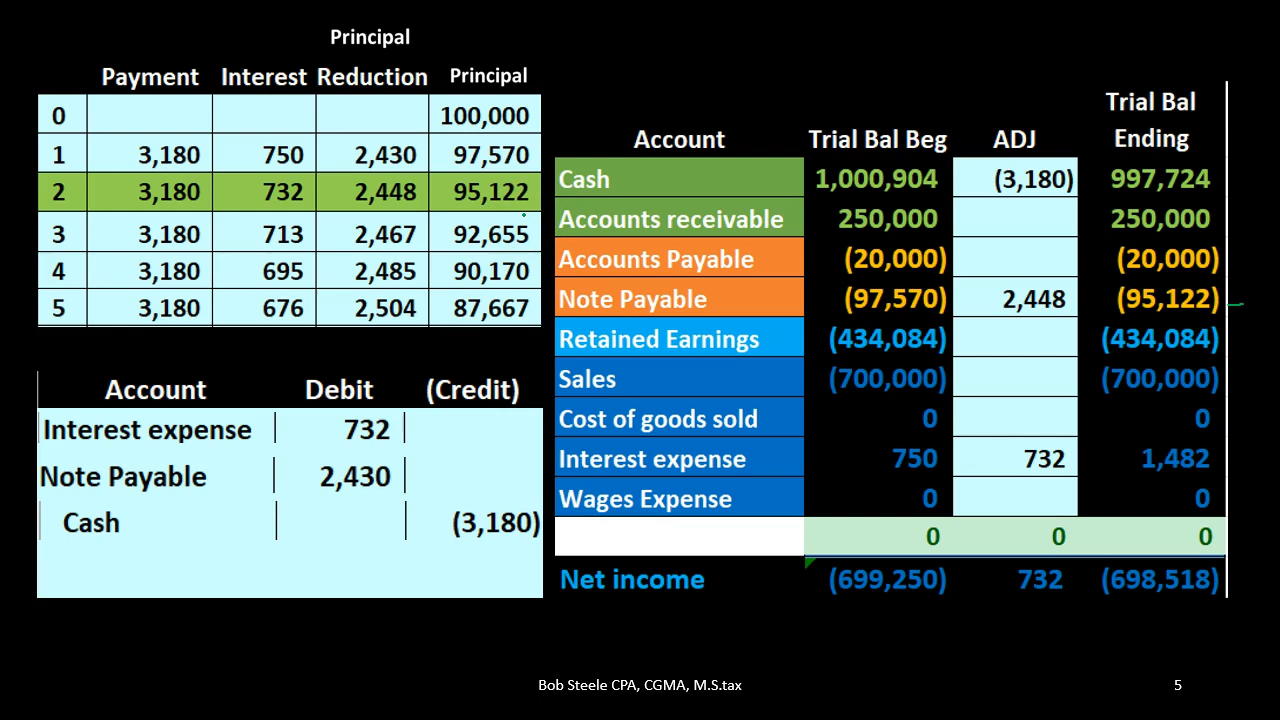 Principal
Payment Interest Reduction Principal
0 100,000
1 3,180 750 2,430 97,570
2 3,180 732 2,448 95,122
3 3,180 713 2,467 92,655
4 3,180 695 2,485 90,170
5 3,180 676 2,504 87,667
Account Debit (Credit)
Interest expense 732
Note Payable 2,430
Cash (3,180)
Trial Bal
Account Trial Bal Beg ADJ Ending
Cash 1,000,904 (3,180) 997,724
Accounts receivable 250,000 250,000
Accounts Payable (20,000) (20,000)
Note Payable (97,570) 2,448 (95,122)
Retained Earnings (434,084) (434,084)
Sales (700,000) (700,000)
Cost of goods sold 0 0
Interest expense 750 732 1,482
Wages Expense 0 0
0 0 0
Net income (699,250) 732 (698,518)
Bob Steele CPA, CGMA, M.S.tax
5